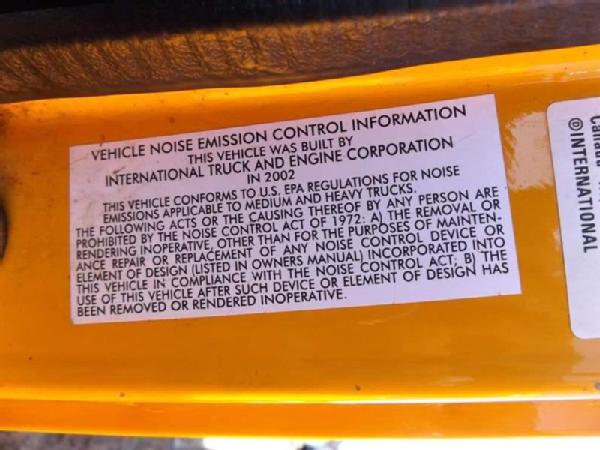 VEHICLE NOISE EMISSION CONTROL INFORMATION
THIS VEHICLE WAS BUILT BY
INTERNATIONAL TRUCK AND ENGINE CORPORATION
IN 2002
THIS VEHICLE CONFORMS TO U.S. EPA REGULATIONS FOR NOISE
EMISSIONS APPLICABLE TO MEDIUM AND HEAVY TRUCKS.
THE FOLLOWING ACTS OR THE CAUSING THEREOF BY ANY PERSON ARE
PROHIBITED BY THE NOISE CONTROL ACT OF 1972: A) THE REMOVAL OR
RENDERING INOPERATIVE, OTHER THAN FOR THE PURPOSES OF MAINTEN-
ANCE REPAIR OR REPLACEMENT OF ANY NOISE CONTROL DEVICE OR
ELEMENT OF DESIGN (LISTED IN OWNERS MANUAL) INCORPORATED INTO
THIS VEHICLE IN COMPLIANCE WITH THE NOISE CONTROL ACT; B) THE
USE OF THIS VEHICLE AFTER SUCH DEVICE OR ELEMENT OF DESIGN HAS
BEEN REMOVED OR RENDERED INOPERATIVE.
Canada
©INTERNATIONAL